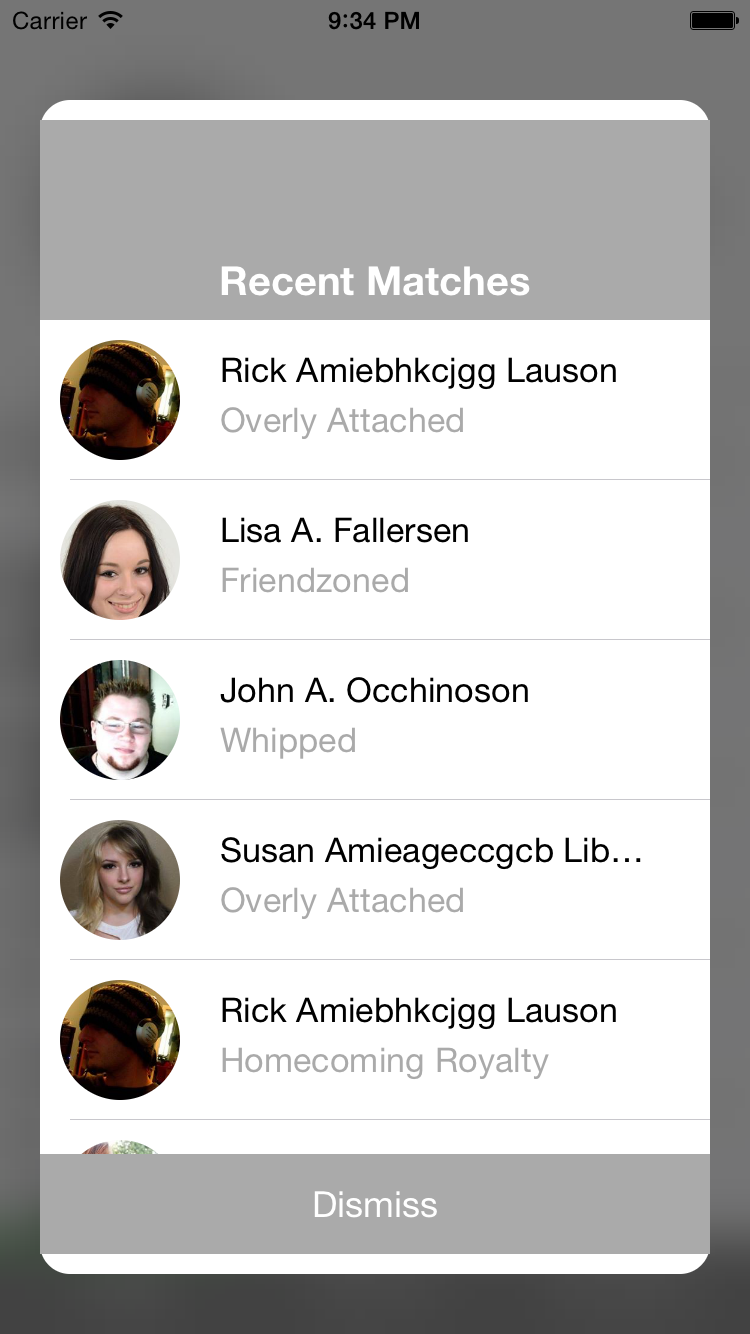 Carrier 9:34 PM
Recent Matches
Rick Amiebhkcjgg Lauson
Overly Attached
Lisa A. Fallersen
Friendzoned
John A. Occhinoson
Whipped
Susan Amieageccgcb Lib…
Overly Attached
Rick Amiebhkcjgg Lauson
Homecoming Royalty
Dismiss